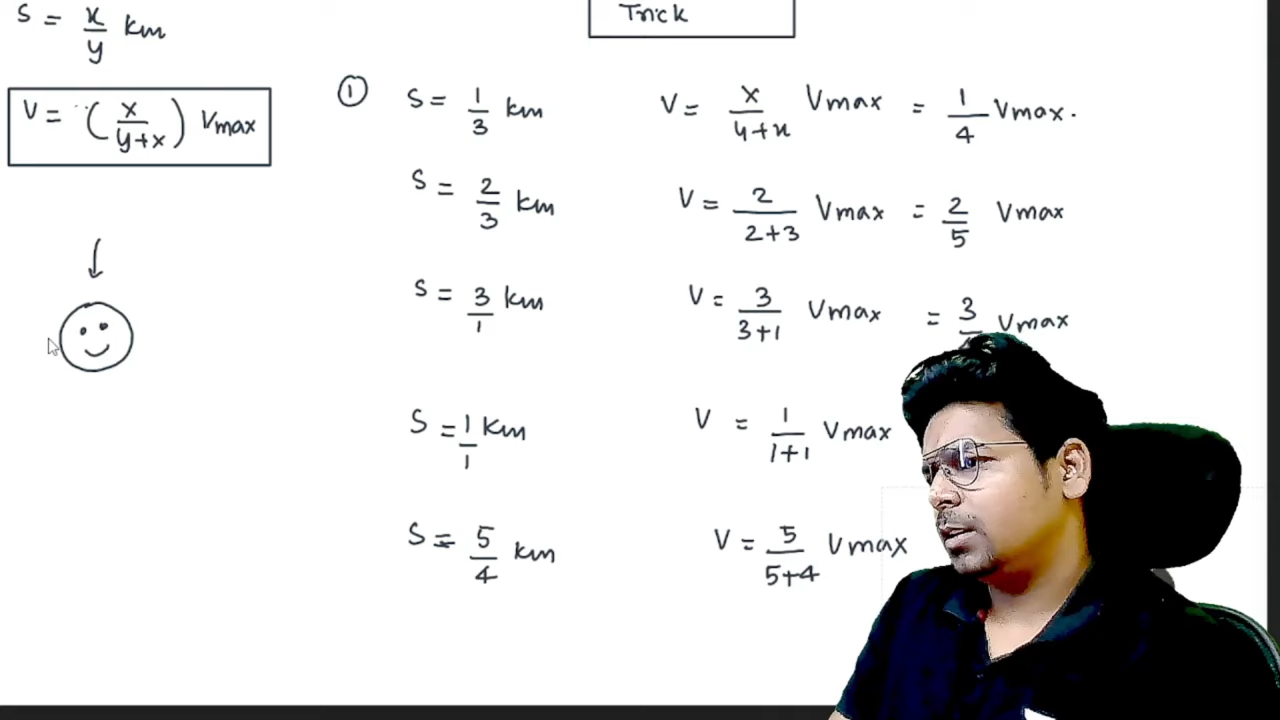 S = x/y km
V = (x/(y+x)) Vmax
Trick
① S = 1/3 km V = x/(y+x) Vmax = 1/4 Vmax.
S = 2/3 km V = 2/(2+3) Vmax = 2/5 Vmax
S = 3/1 km V = 3/(3+1) Vmax = 3/ Vmax
S = 1/1 km V = 1/(1+1) Vmax
S = 5/4 km V = 5/(5+4) Vmax